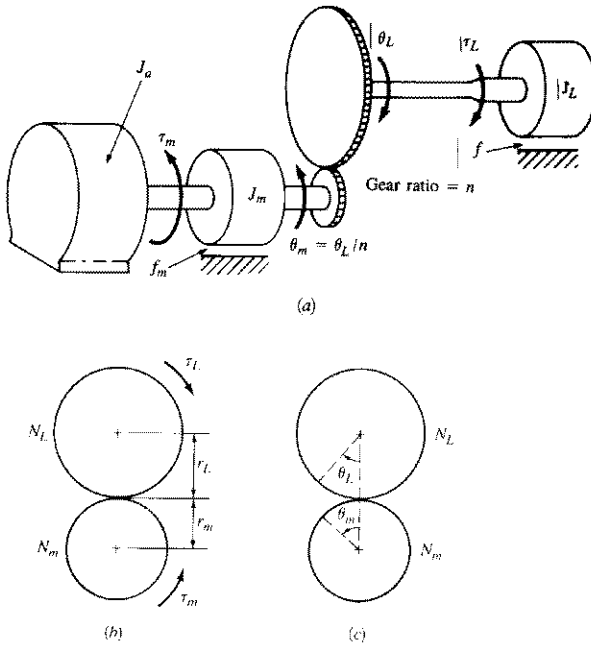 θ_L
τ_L
J_a
J_L
τ_m
f
J_m
Gear ratio = n
θ_m = θ_L/n
f_m
(a)
τ_L
N_L
r_L
r_m
N_m
τ_m
(b)
N_L
θ_L
θ_m
N_m
(c)